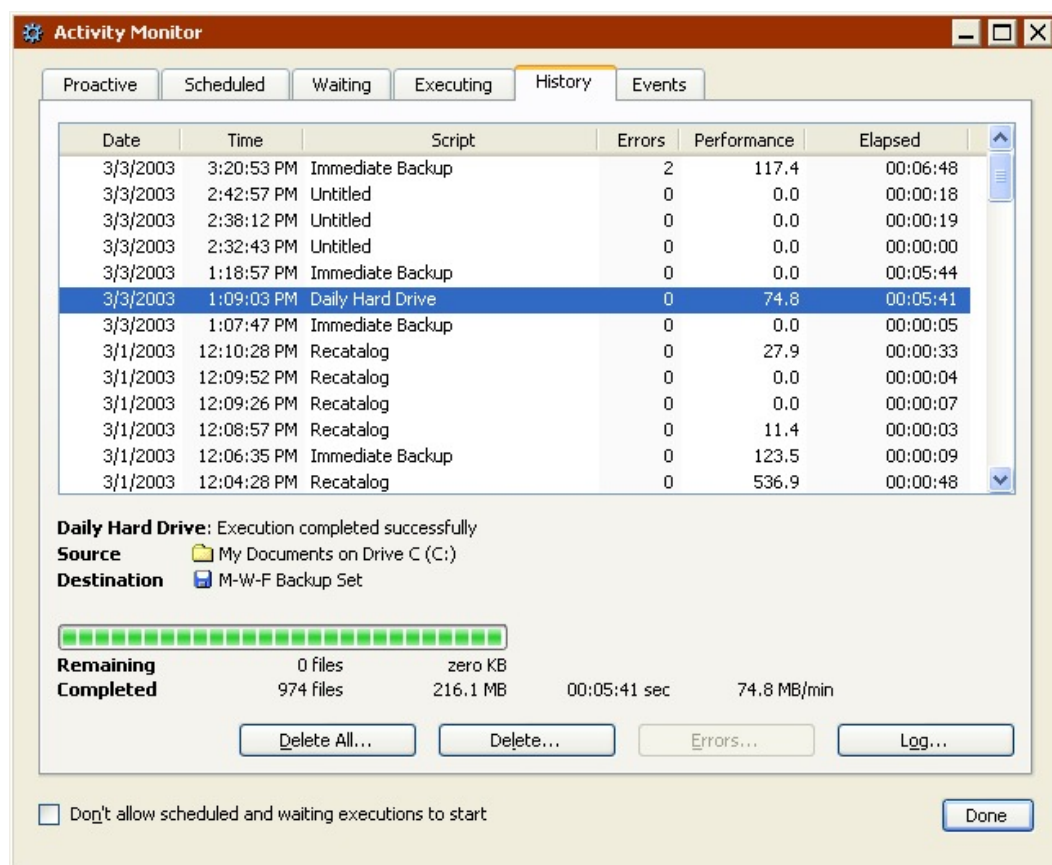 Activity Monitor
Proactive Scheduled Waiting Executing History Events
Date Time Script Errors Performance Elapsed
3/3/2003 3:20:53 PM Immediate Backup 2 117.4 00:06:48
3/3/2003 2:42:57 PM Untitled 0 0.0 00:00:18
3/3/2003 2:38:12 PM Untitled 0 0.0 00:00:19
3/3/2003 2:32:43 PM Untitled 0 0.0 00:00:00
3/3/2003 1:18:57 PM Immediate Backup 0 0.0 00:05:44
3/3/2003 1:09:03 PM Daily Hard Drive 0 74.8 00:05:41
3/3/2003 1:07:47 PM Immediate Backup 0 0.0 00:00:05
3/1/2003 12:10:28 PM Recatalog 0 27.9 00:00:33
3/1/2003 12:09:52 PM Recatalog 0 0.0 00:00:04
3/1/2003 12:09:26 PM Recatalog 0 0.0 00:00:07
3/1/2003 12:08:57 PM Recatalog 0 11.4 00:00:03
3/1/2003 12:06:35 PM Immediate Backup 0 123.5 00:00:09
3/1/2003 12:04:28 PM Recatalog 0 536.9 00:00:48
Daily Hard Drive: Execution completed successfully
Source My Documents on Drive C (C:)
Destination M-W-F Backup Set
Remaining 0 files zero KB
Completed 974 files 216.1 MB 00:05:41 sec 74.8 MB/min
Delete All... Delete... Errors... Log...
Don't allow scheduled and waiting executions to start Done